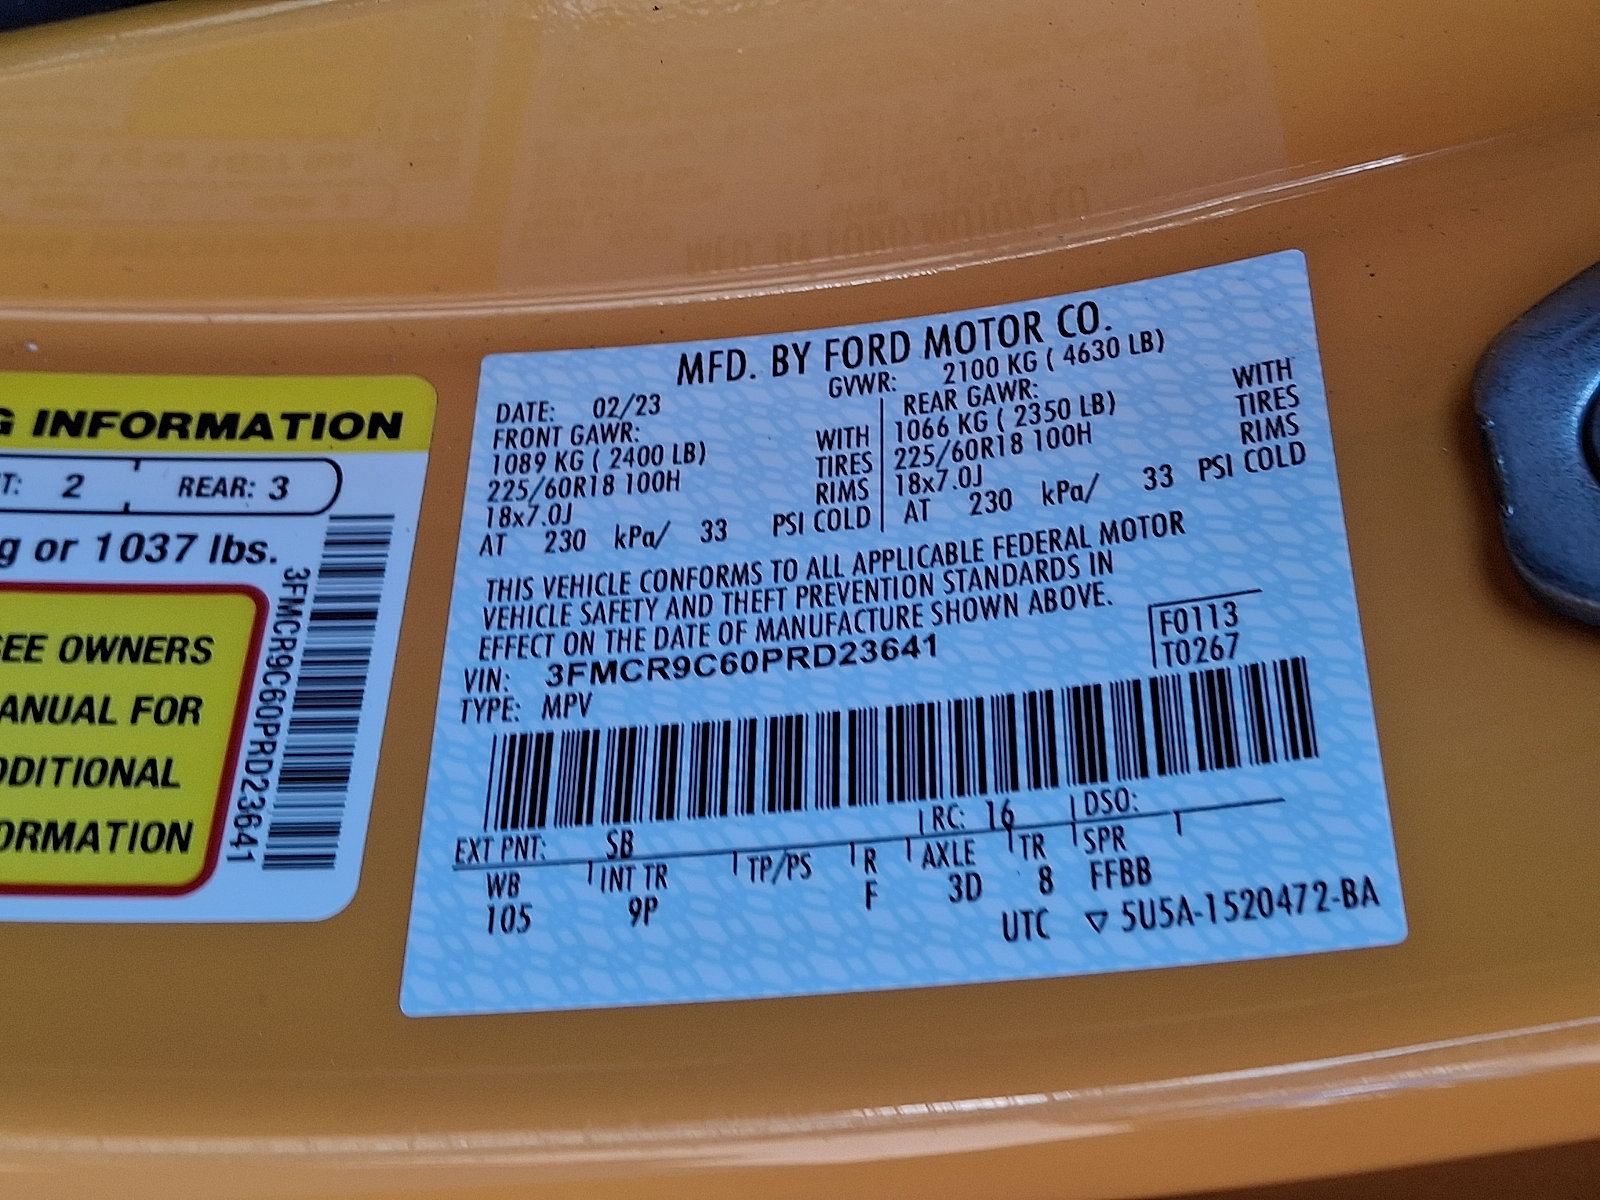 G INFORMATION
T: 2 REAR: 3
g or 1037 lbs.
EE OWNERS
ANUAL FOR
DDITIONAL
ORMATION
3FMCR9C60PRD23641
MFD. BY FORD MOTOR CO.
DATE: 02/23 GVWR: 2100 KG ( 4630 LB)
FRONT GAWR: REAR GAWR:
1089 KG ( 2400 LB) WITH 1066 KG ( 2350 LB) WITH
225/60R18 100H TIRES 225/60R18 100H TIRES
18x7.0J RIMS 18x7.0J RIMS
AT 230 kPa/ 33 PSI COLD AT 230 kPa/ 33 PSI COLD
THIS VEHICLE CONFORMS TO ALL APPLICABLE FEDERAL MOTOR
VEHICLE SAFETY AND THEFT PREVENTION STANDARDS IN
EFFECT ON THE DATE OF MANUFACTURE SHOWN ABOVE.
VIN: 3FMCR9C60PRD23641 F0113
TYPE: MPV T0267
EXT PNT: SB RC: 16 DSO:
WB INT TR TP/PS R AXLE TR SPR
105 9P F 3D 8 FFBB
UTC ▽ 5U5A-1520472-BA